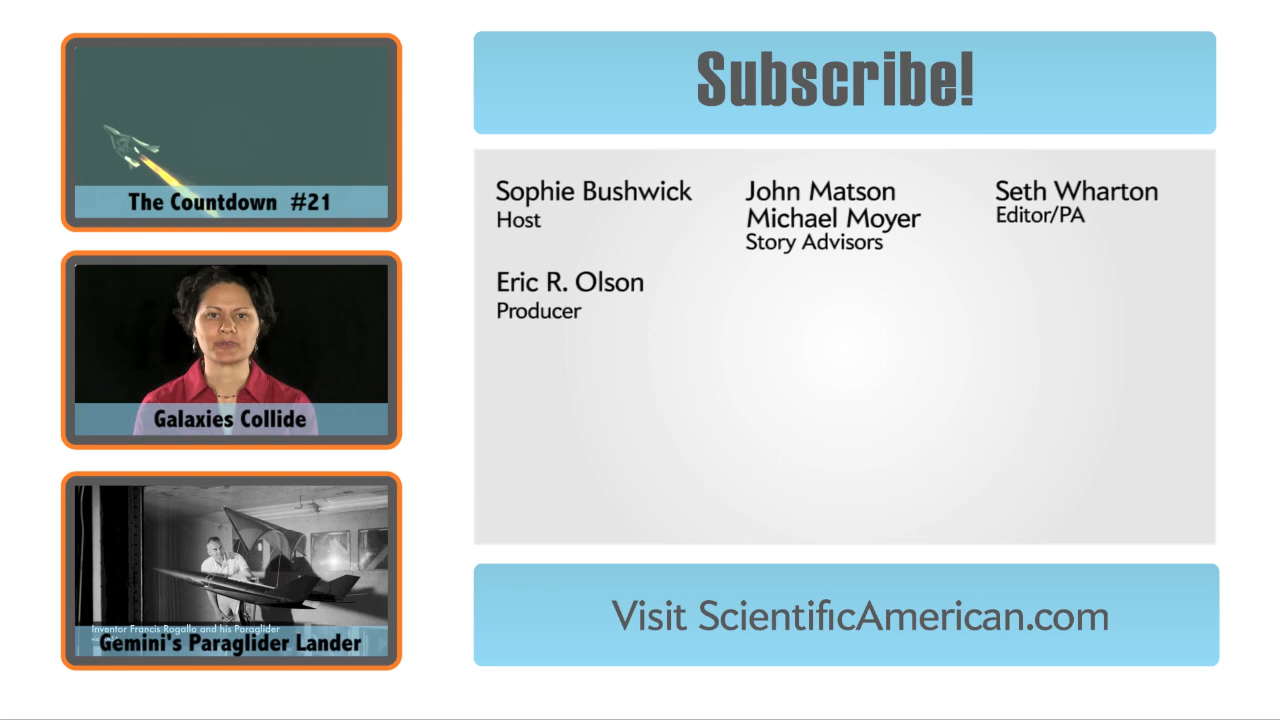 The Countdown #21
Galaxies Collide
Inventor Francis Rogallo and his Paraglider
Gemini's Paraglider Lander
Subscribe!
Sophie Bushwick
Host
Eric R. Olson
Producer
John Matson
Michael Moyer
Story Advisors
Seth Wharton
Editor/PA
Visit ScientificAmerican.com